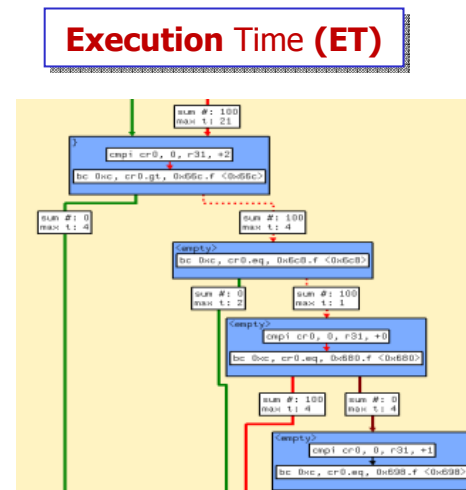 Execution Time (ET)
sum #: 100
max t: 21
}
cmpi cr0, 0, r31, +2
bc 0xc, cr0.gt, 0x66c.f <0x66c>
sum #: 0
max t: 4
sum #: 100
max t: 4
<empty>
bc 0xc, cr0.eq, 0x6c8.f <0x6c8>
sum #: 0
max t: 2
sum #: 100
max t: 1
<empty>
cmpi cr0, 0, r31, +0
bc 0xc, cr0.eq, 0x680.f <0x680>
sum #: 100
max t: 4
sum #: 0
max t: 4
<empty>
cmpi cr0, 0, r31, +1
bc 0xc, cr0.eq, 0x698.f <0x698>